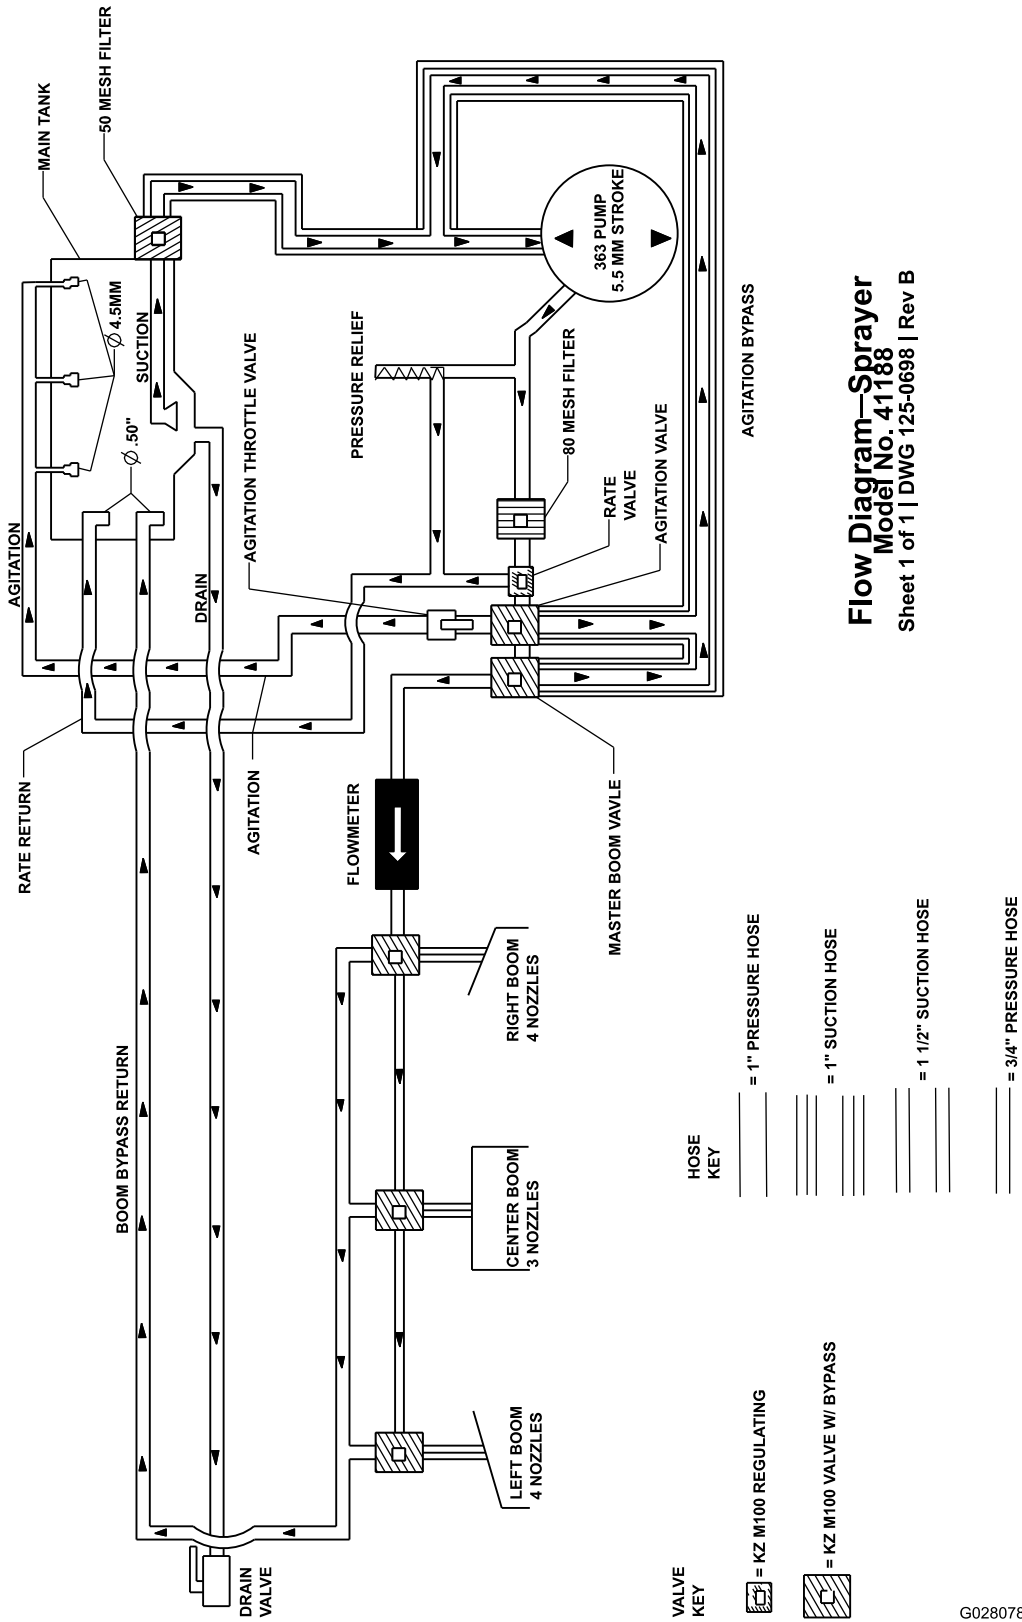 50 MESH FILTER
MAIN TANK
AGITATION
Ø 4.5MM
SUCTION
Ø .50"
DRAIN
AGITATION THROTTLE VALVE
PRESSURE RELIEF
363 PUMP
5.5 MM STROKE
80 MESH FILTER
RATE
VALVE
AGITATION VALVE
AGITATION BYPASS
RATE RETURN
AGITATION
FLOWMETER
MASTER BOOM VAVLE
BOOM BYPASS RETURN
RIGHT BOOM
4 NOZZLES
CENTER BOOM
3 NOZZLES
LEFT BOOM
4 NOZZLES
DRAIN
VALVE
VALVE
KEY
= KZ M100 REGULATING
= KZ M100 VALVE W/ BYPASS
HOSE
KEY
= 1" PRESSURE HOSE
= 1" SUCTION HOSE
= 1 1/2" SUCTION HOSE
= 3/4" PRESSURE HOSE
Flow Diagram—Sprayer
Model No. 41188
Sheet 1 of 1 | DWG 125-0698 | Rev B
G028078